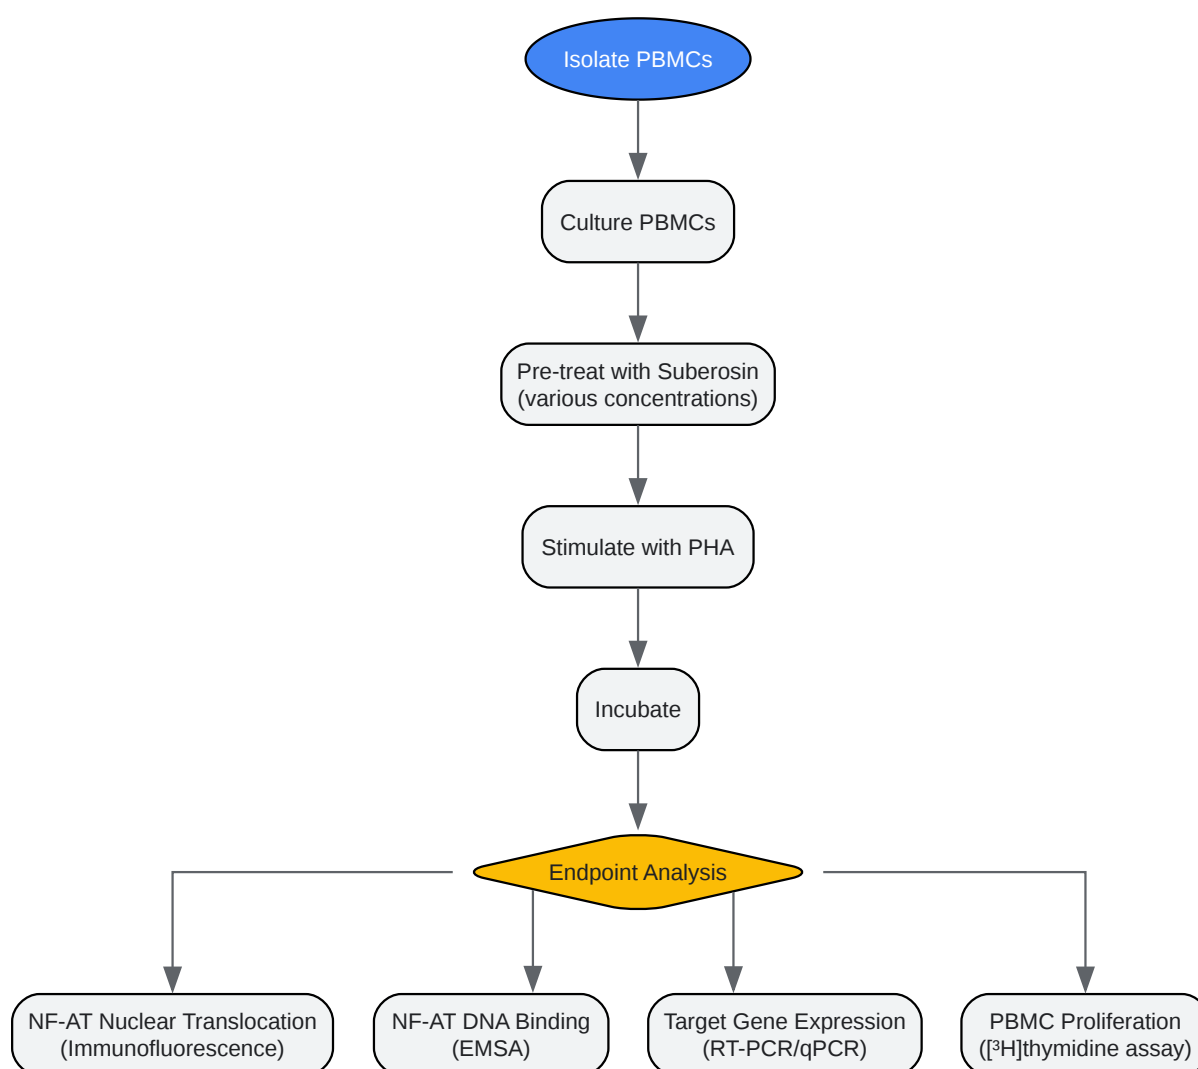 Isolate PBMCs
Culture PBMCs
Pre-treat with Suberosin
(various concentrations)
Stimulate with PHA
Incubate
Endpoint Analysis
NF-AT Nuclear Translocation
(Immunofluorescence)
NF-AT DNA Binding
(EMSA)
Target Gene Expression
(RT-PCR/qPCR)
PBMC Proliferation
([³H]thymidine assay)